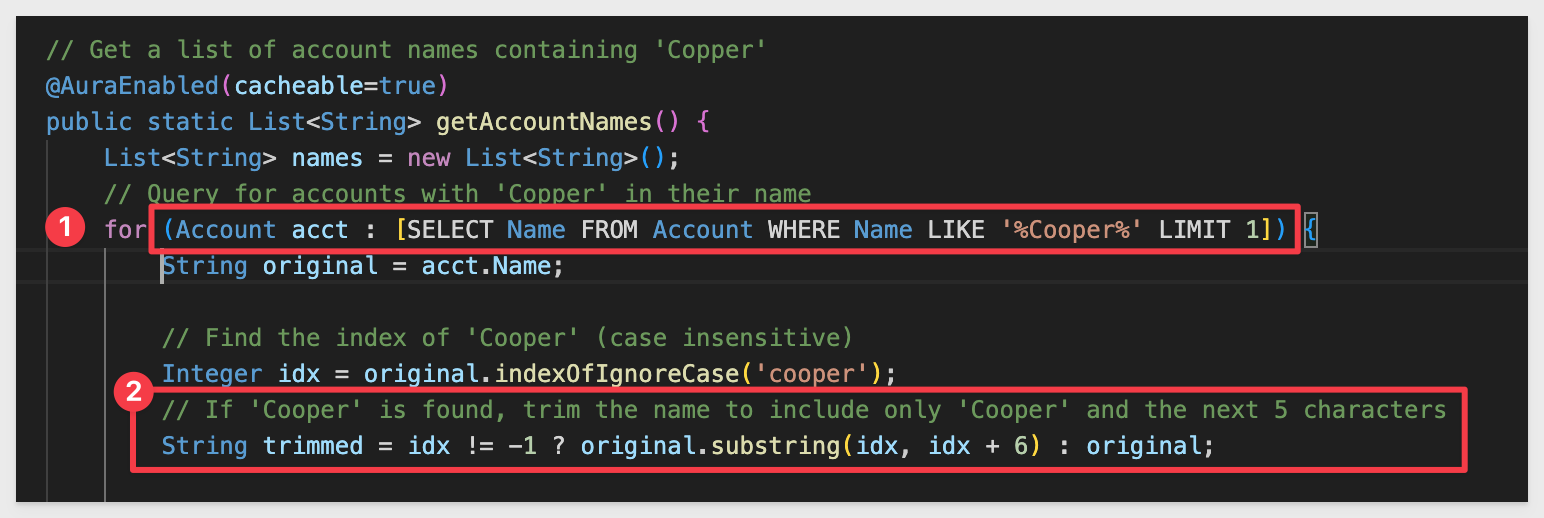 // Get a list of account names containing 'Copper'
@AuraEnabled(cacheable=true)
public static List<String> getAccountNames() {
List<String> names = new List<String>();
// Query for accounts with 'Copper' in their name
1 for (Account acct : [SELECT Name FROM Account WHERE Name LIKE '%Cooper%' LIMIT 1]) {
String original = acct.Name;
// Find the index of 'Cooper' (case insensitive)
Integer idx = original.indexOfIgnoreCase('cooper');
2
// If 'Cooper' is found, trim the name to include only 'Cooper' and the next 5 characters
String trimmed = idx != -1 ? original.substring(idx, idx + 6) : original;